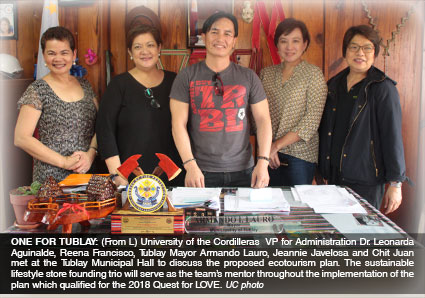 TRBL
ARMANDO I. LAURO
ONE FOR TUBLAY: (From L) University of the Cordilleras VP for Administration Dr. Leonarda
Aguinalde, Reena Francisco, Tublay Mayor Armando Lauro, Jeannie Javelosa and Chit Juan
met at the Tublay Municipal Hall to discuss the proposed ecotourism plan. The sustainable
lifestyle store founding trio will serve as the team's mentor throughout the implementation of the
plan which qualified for the 2018 Quest for LOVE. UC photo